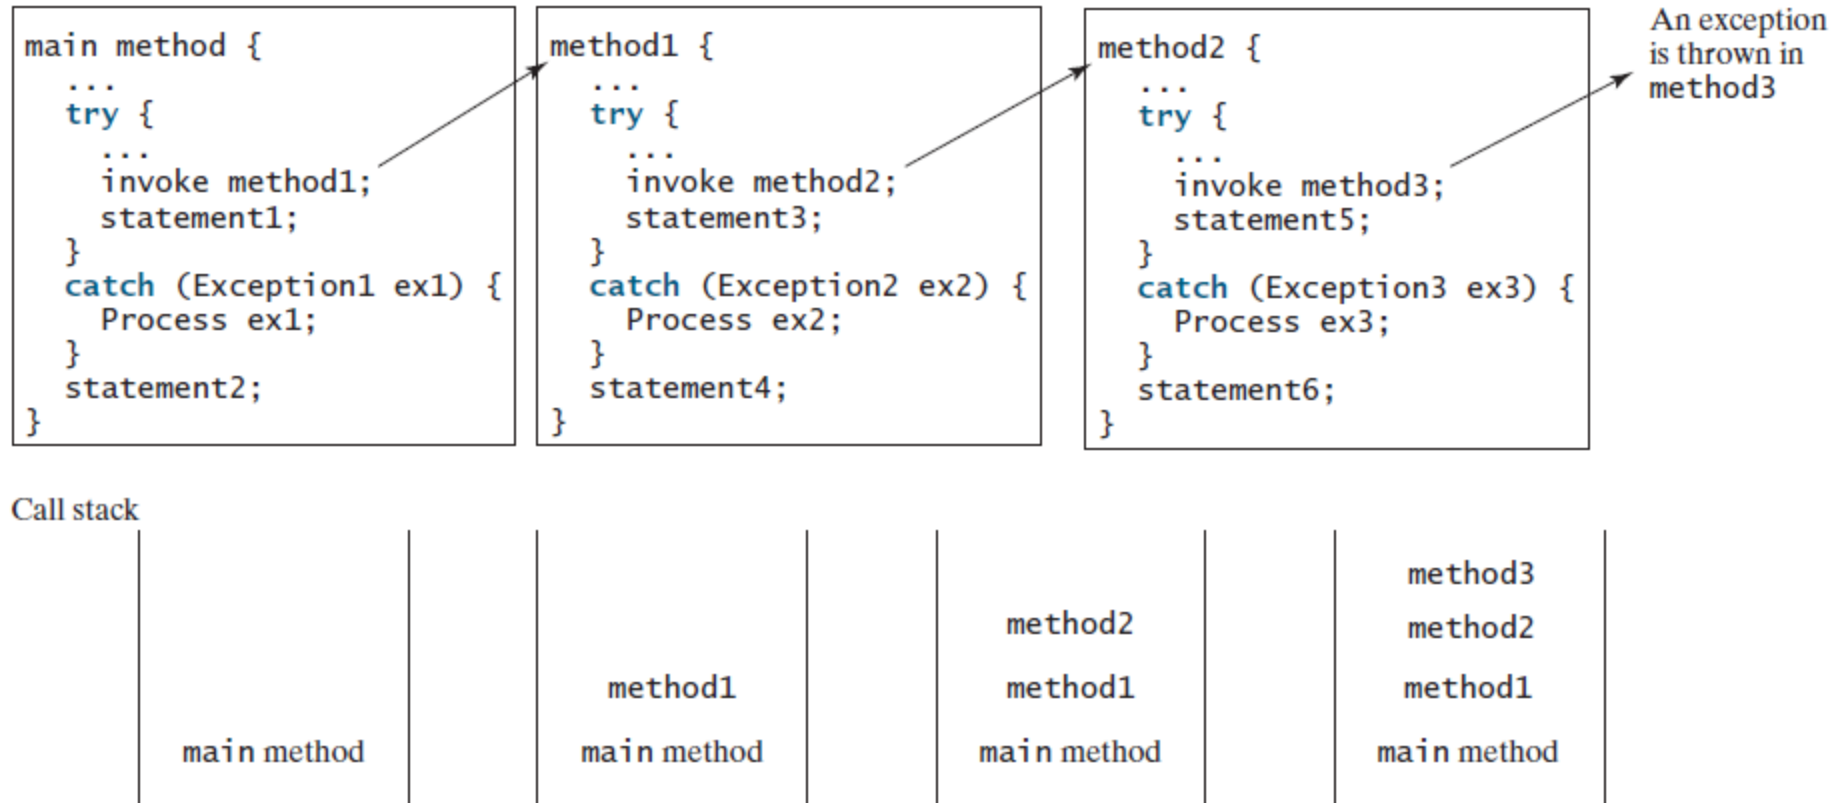 main method {
...
try {
...
invoke method1;
statement1;
}
catch (Exception1 ex1) {
Process ex1;
}
statement2;
}
method1 {
...
try {
...
invoke method2;
statement3;
}
catch (Exception2 ex2) {
Process ex2;
}
statement4;
}
method2 {
...
try {
...
invoke method3;
statement5;
}
catch (Exception3 ex3) {
Process ex3;
}
statement6;
}
An exception
is thrown in
method3
Call stack
main method
method1
main method
method2
method1
main method
method3
method2
method1
main method